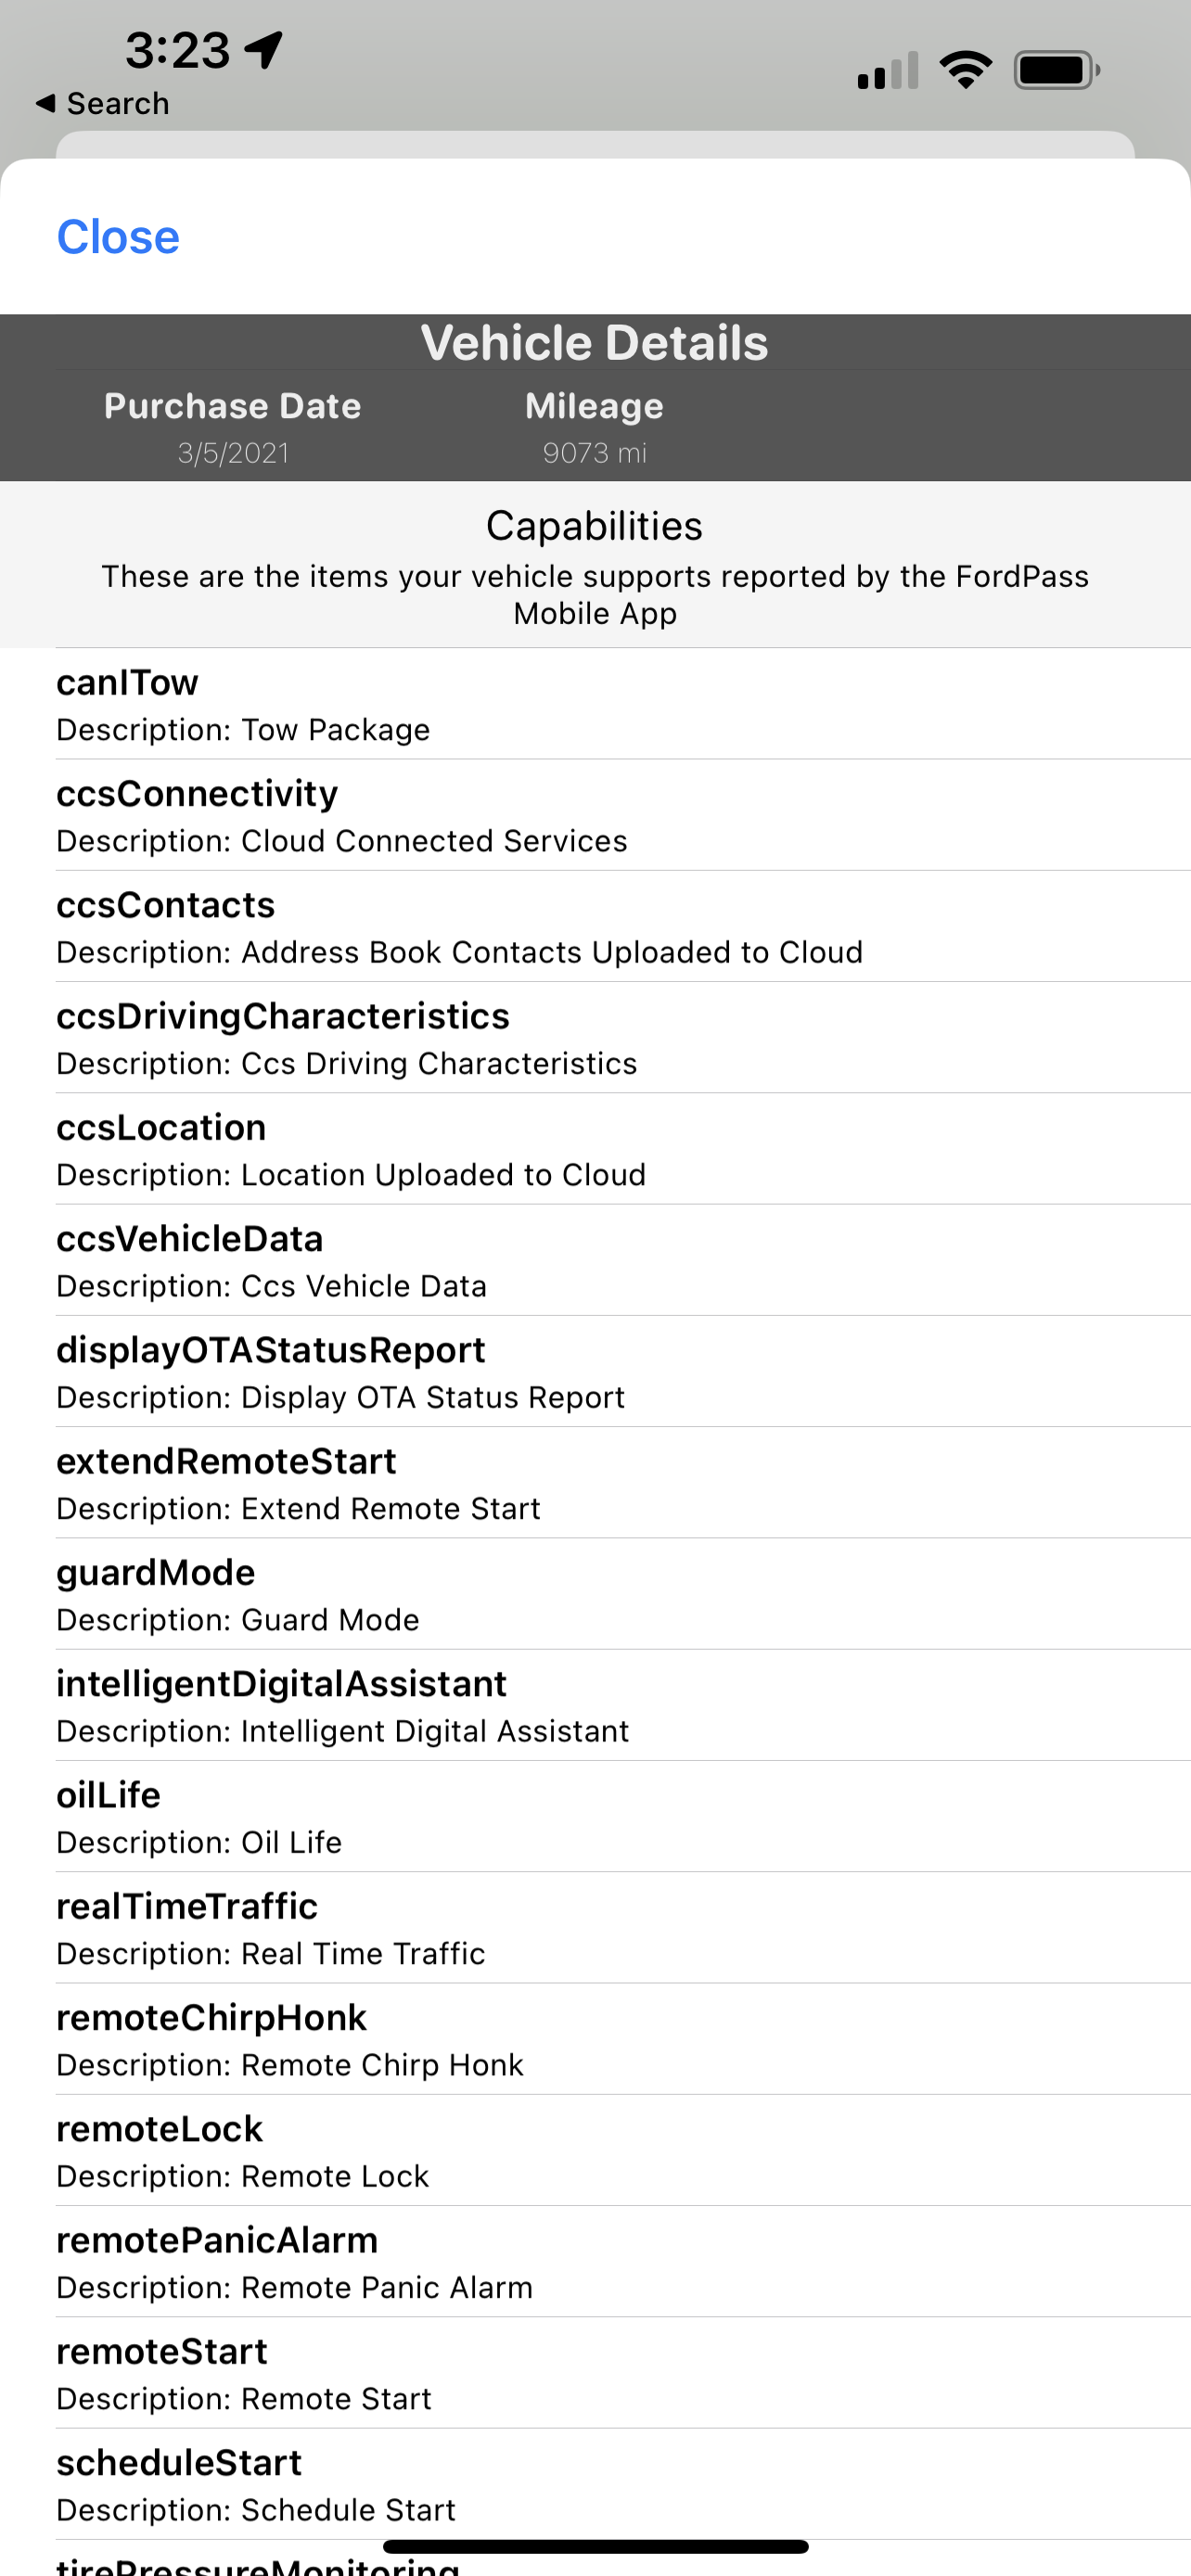 3:23
Search
Close
Vehicle Details
Purchase Date Mileage
3/5/2021 9073 mi
Capabilities
These are the items your vehicle supports reported by the FordPass
Mobile App
canITow
Description: Tow Package
ccsConnectivity
Description: Cloud Connected Services
ccsContacts
Description: Address Book Contacts Uploaded to Cloud
ccsDrivingCharacteristics
Description: Ccs Driving Characteristics
ccsLocation
Description: Location Uploaded to Cloud
ccsVehicleData
Description: Ccs Vehicle Data
displayOTAStatusReport
Description: Display OTA Status Report
extendRemoteStart
Description: Extend Remote Start
guardMode
Description: Guard Mode
intelligentDigitalAssistant
Description: Intelligent Digital Assistant
oilLife
Description: Oil Life
realTimeTraffic
Description: Real Time Traffic
remoteChirpHonk
Description: Remote Chirp Honk
remoteLock
Description: Remote Lock
remotePanicAlarm
Description: Remote Panic Alarm
remoteStart
Description: Remote Start
scheduleStart
Description: Schedule Start
tirePressureMonitoring